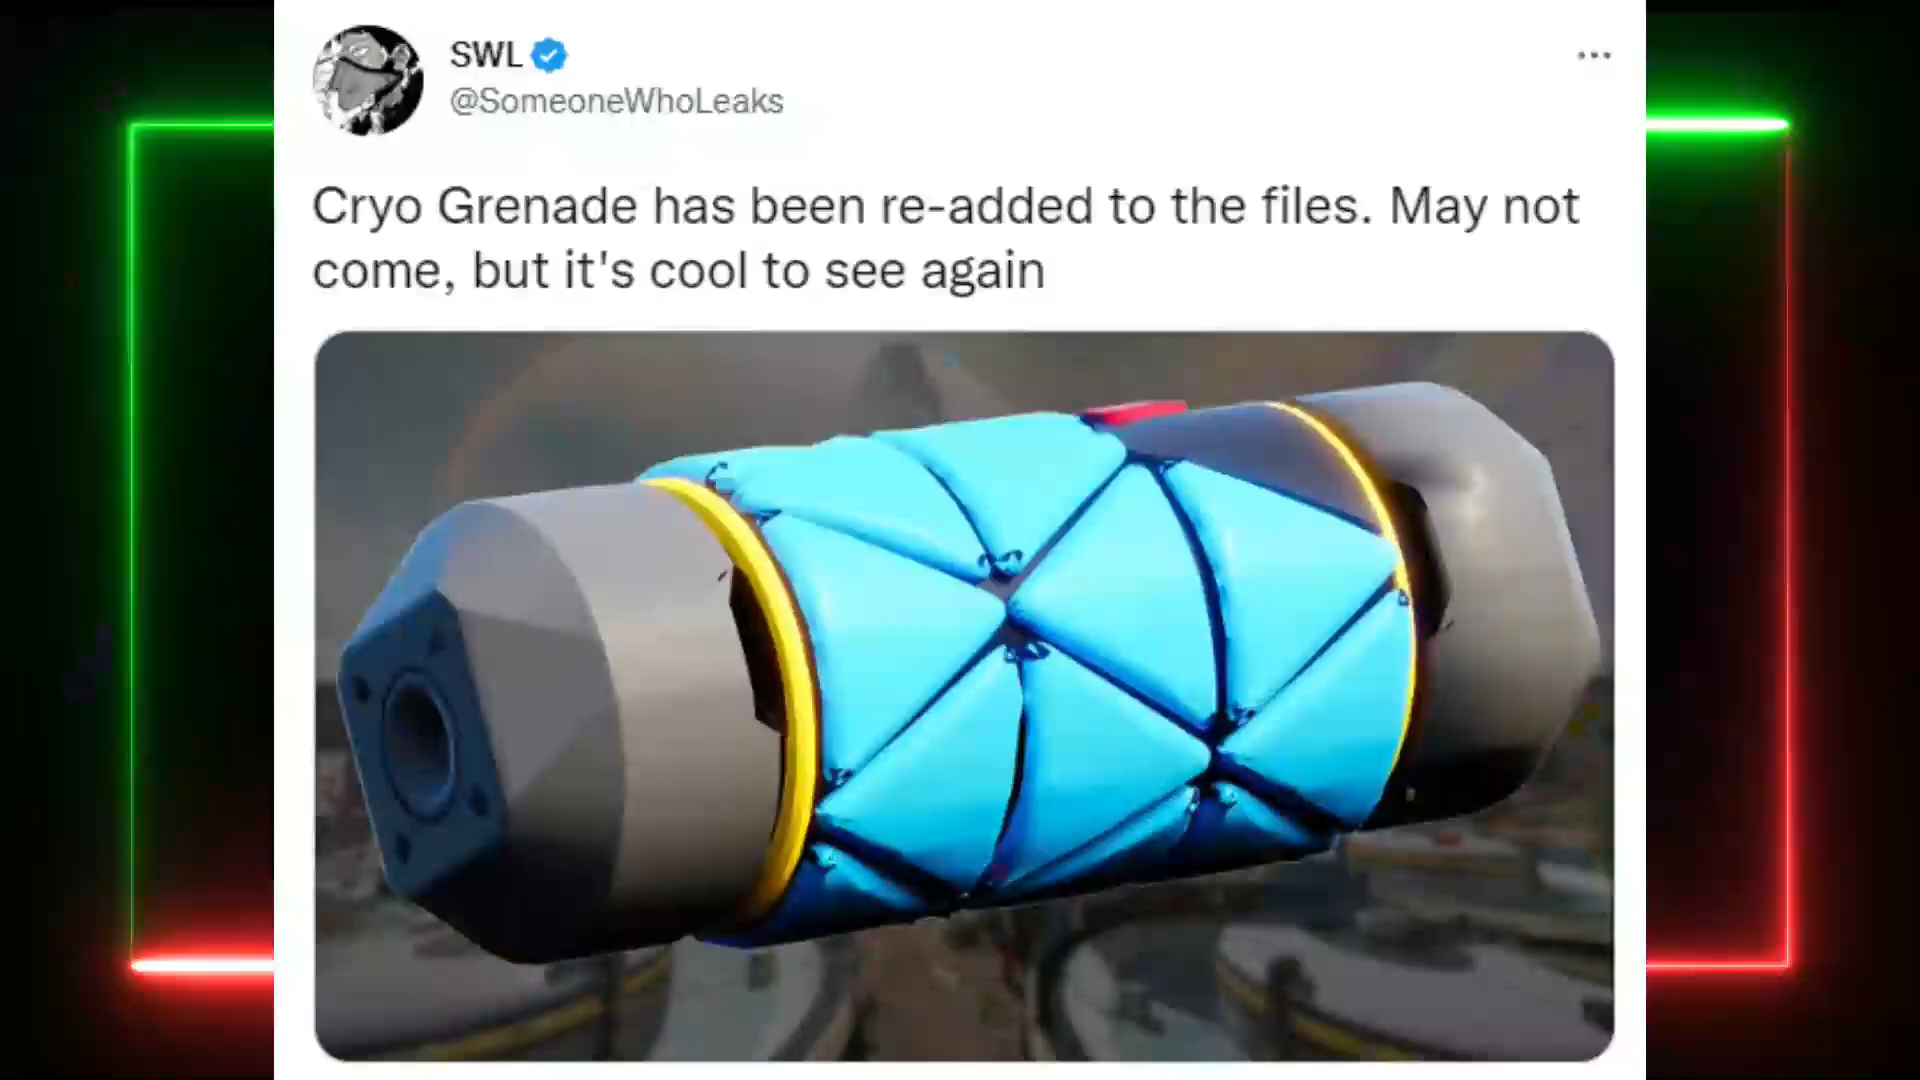 SWL
@SomeoneWhoLeaks
Cryo Grenade has been re-added to the files. May not
come, but it's cool to see again